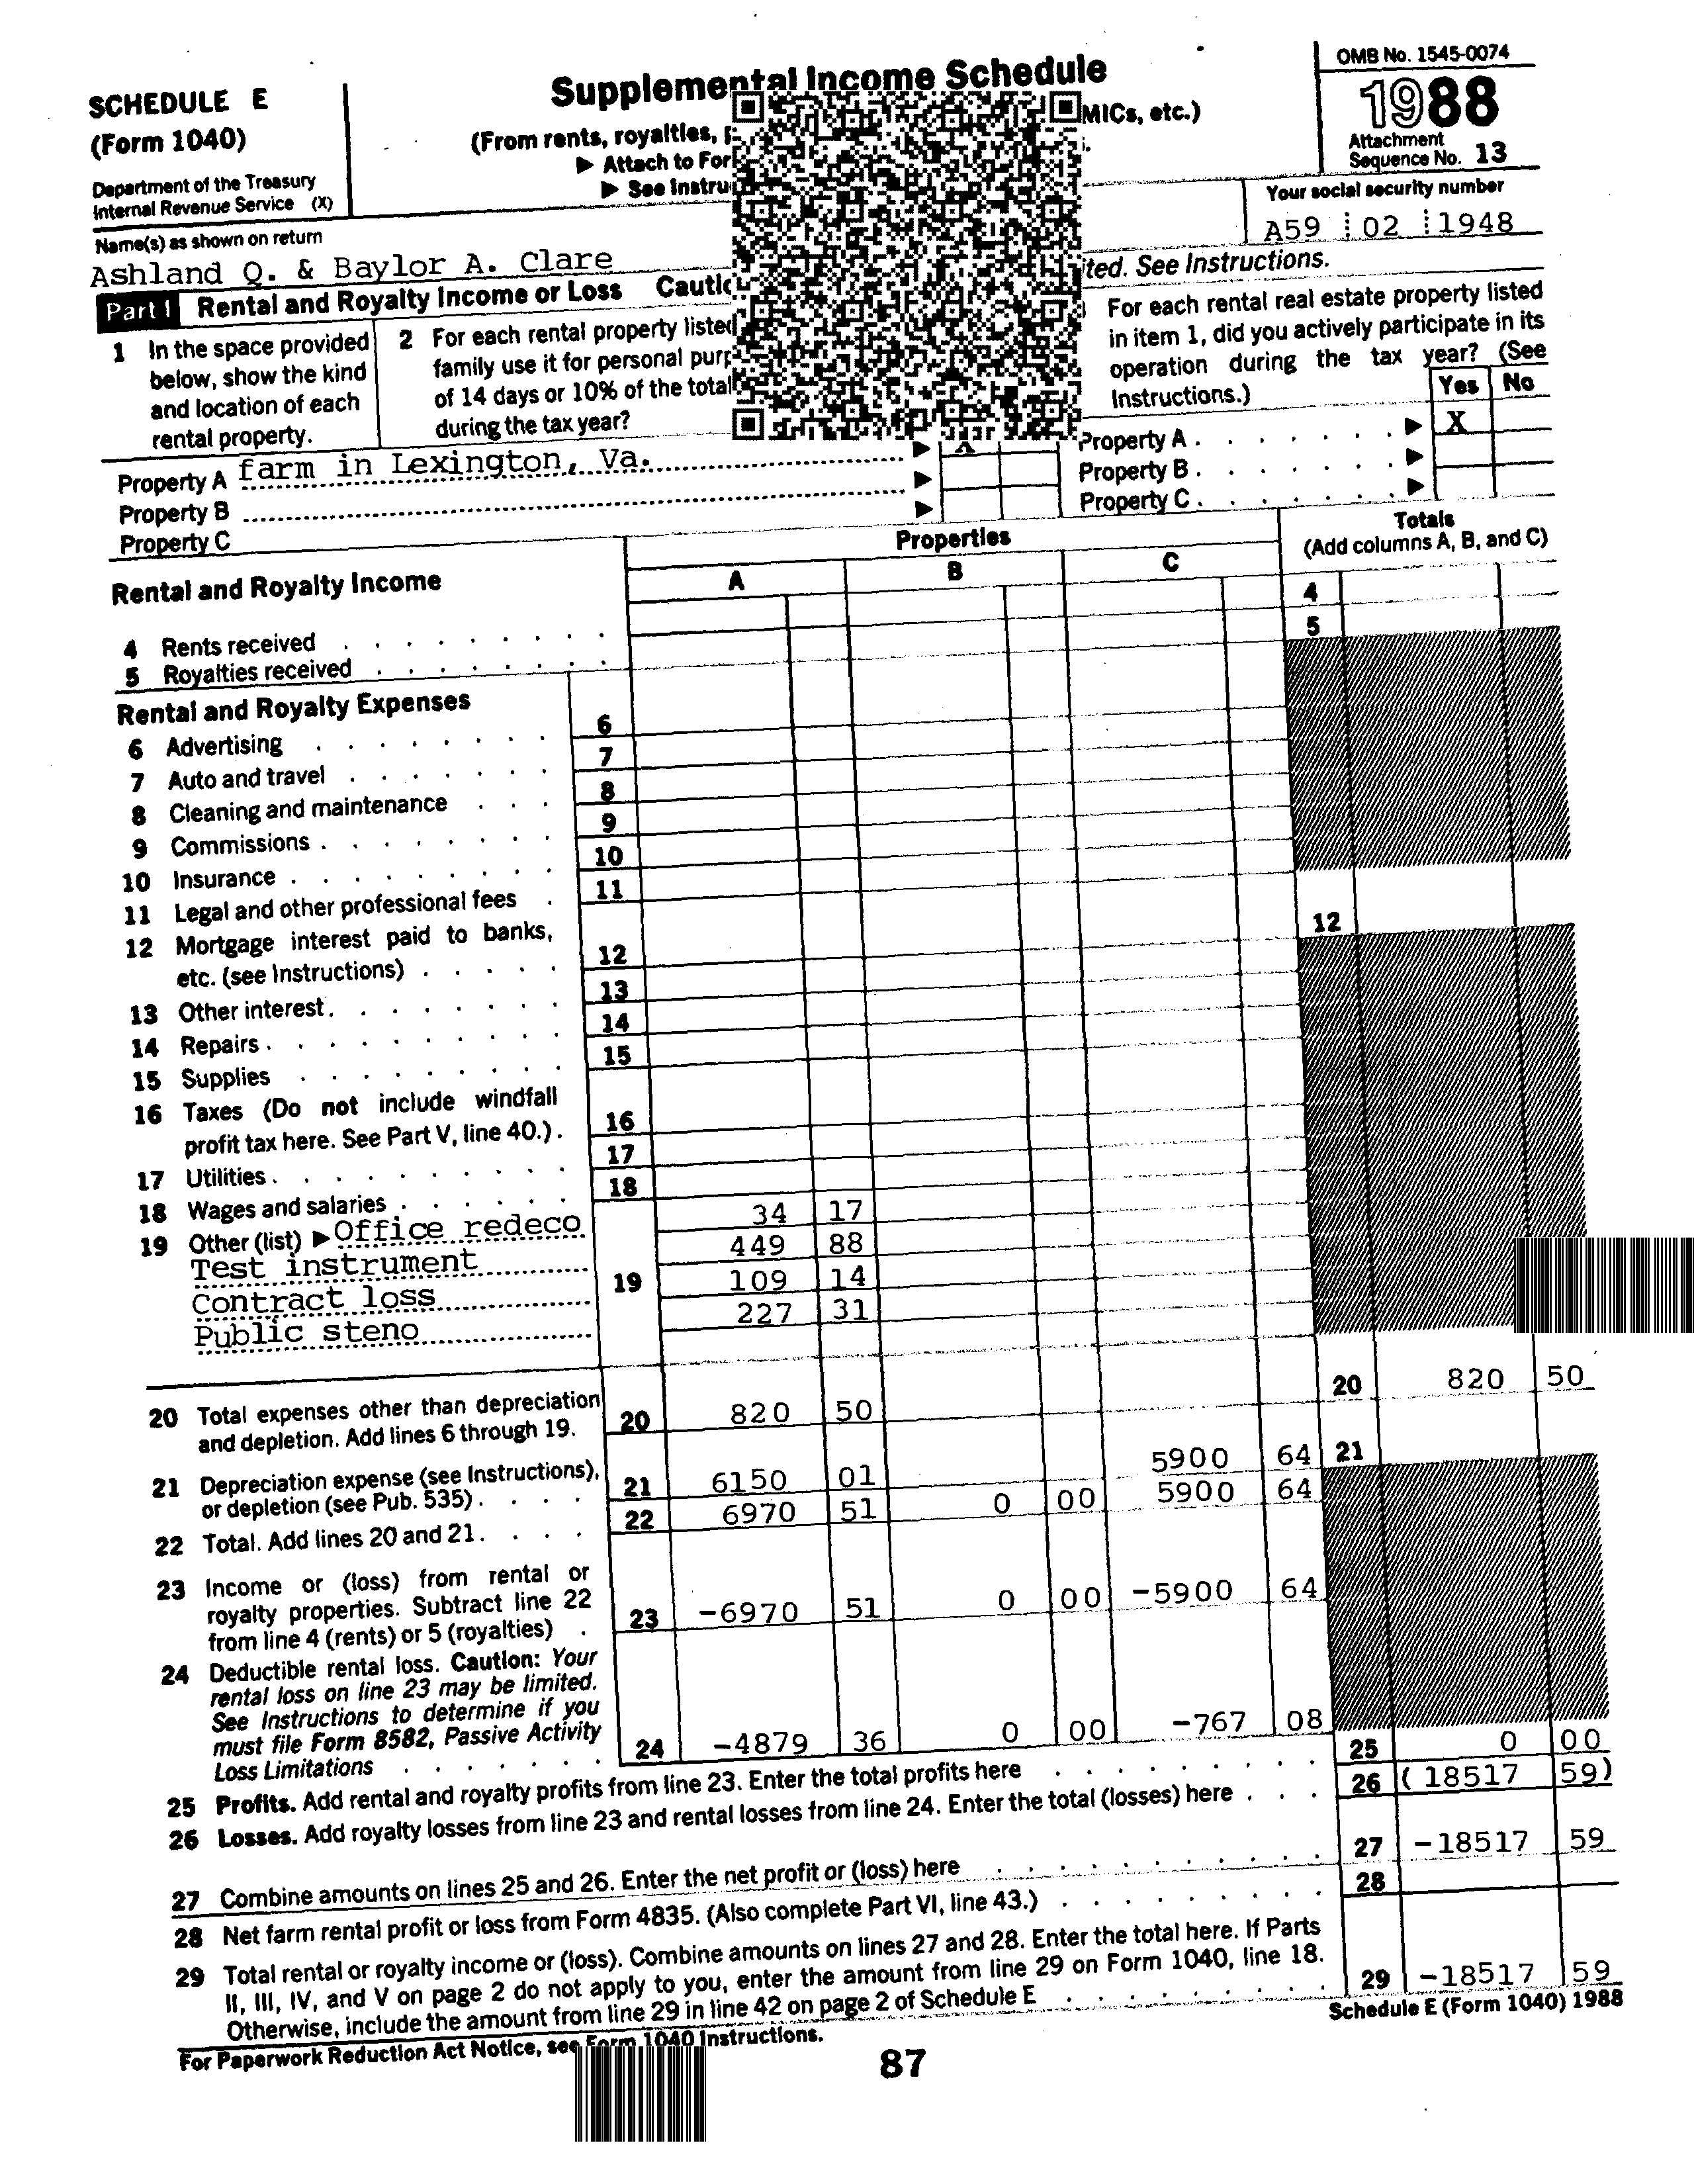 SCHEDULE E
(Form 1040)
Department of the Treasury
Internal Revenue Service (X)
Supplemental Income Schedule
(From rents, royalties, MICs, etc.)
▶ Attach to For
▶ See Instru
OMB No. 1545-0074
1988
Attachment
Sequence No. 13
Name(s) as shown on return
Ashland Q. & Baylor A. Clare
Your social security number
A59 02 1948
Part I Rental and Royalty Income or Loss Cautio ited. See Instructions.
1 In the space provided
below, show the kind
and location of each
rental property.
2 For each rental property listed
family use it for personal purp
of 14 days or 10% of the total
during the tax year?
For each rental real estate property listed
in item 1, did you actively participate in its
operation during the tax year? (See
Instructions.)
Yes No
Property A farm in Lexington, Va. ▶ X
Property B ▶
Property C ▶
Property A . . . . . . . ▶ X
Property B . . . . . . . ▶
Property C . . . . . . . ▶
Rental and Royalty Income
Properties
A B C
Totals
(Add columns A, B, and C)
4 Rents received . . . . . . . . . 4
5 Royalties received . . . . . . . . 5
Rental and Royalty Expenses
6 Advertising . . . . . . . . 6
7 Auto and travel . . . . . . . 7
8 Cleaning and maintenance . . . 8
9 Commissions . . . . . . . . 9
10 Insurance . . . . . . . . . 10
11 Legal and other professional fees . 11
12 Mortgage interest paid to banks,
etc. (see Instructions) . . . . . 12 12
13 Other interest. . . . . . . . 13
14 Repairs. . . . . . . . . . 14
15 Supplies . . . . . . . . . 15
16 Taxes (Do not include windfall
profit tax here. See Part V, line 40.) . 16
17 Utilities. . . . . . . . . . 17
18 Wages and salaries . . . . . . 18
19 Other (list) ▶ Office redeco 34 17
Test instrument 449 88
Contract loss 19 109 14
Public steno 227 31
20 Total expenses other than depreciation
and depletion. Add lines 6 through 19. 20 820 50 20 820 50
21 Depreciation expense (see Instructions),
or depletion (see Pub. 535) . . . . 21 6150 01 5900 64 21
22 Total. Add lines 20 and 21. . . . . 22 6970 51 0 00 5900 64
23 Income or (loss) from rental or
royalty properties. Subtract line 22
from line 4 (rents) or 5 (royalties) . 23 -6970 51 0 00 -5900 64
24 Deductible rental loss. Caution: Your
rental loss on line 23 may be limited.
See Instructions to determine if you
must file Form 8582, Passive Activity
Loss Limitations . . . . . . . 24 -4879 36 0 00 -767 08
25 Profits. Add rental and royalty profits from line 23. Enter the total profits here . . . . . . . . . 25 0 00
26 Losses. Add royalty losses from line 23 and rental losses from line 24. Enter the total (losses) here . . . 26 (18517 59)
27 Combine amounts on lines 25 and 26. Enter the net profit or (loss) here . . . . . . . . . . . 27 -18517 59
28 Net farm rental profit or loss from Form 4835. (Also complete Part VI, line 43.) . . . . . . . . . 28
29 Total rental or royalty income or (loss). Combine amounts on lines 27 and 28. Enter the total here. If Parts
II, III, IV, and V on page 2 do not apply to you, enter the amount from line 29 on Form 1040, line 18.
Otherwise, include the amount from line 29 in line 42 on page 2 of Schedule E . . . . . . . . . . 29 -18517 59
For Paperwork Reduction Act Notice, see Form 1040 Instructions.
Schedule E (Form 1040) 1988
87